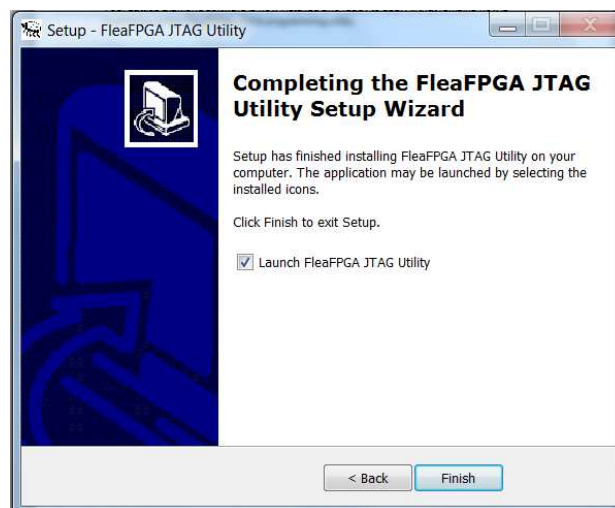 Setup - FleaFPGA JTAG Utility
Completing the FleaFPGA JTAG
Utility Setup Wizard
Setup has finished installing FleaFPGA JTAG Utility on your
computer. The application may be launched by selecting the
installed icons.
Click Finish to exit Setup.
Launch FleaFPGA JTAG Utility
< Back
Finish